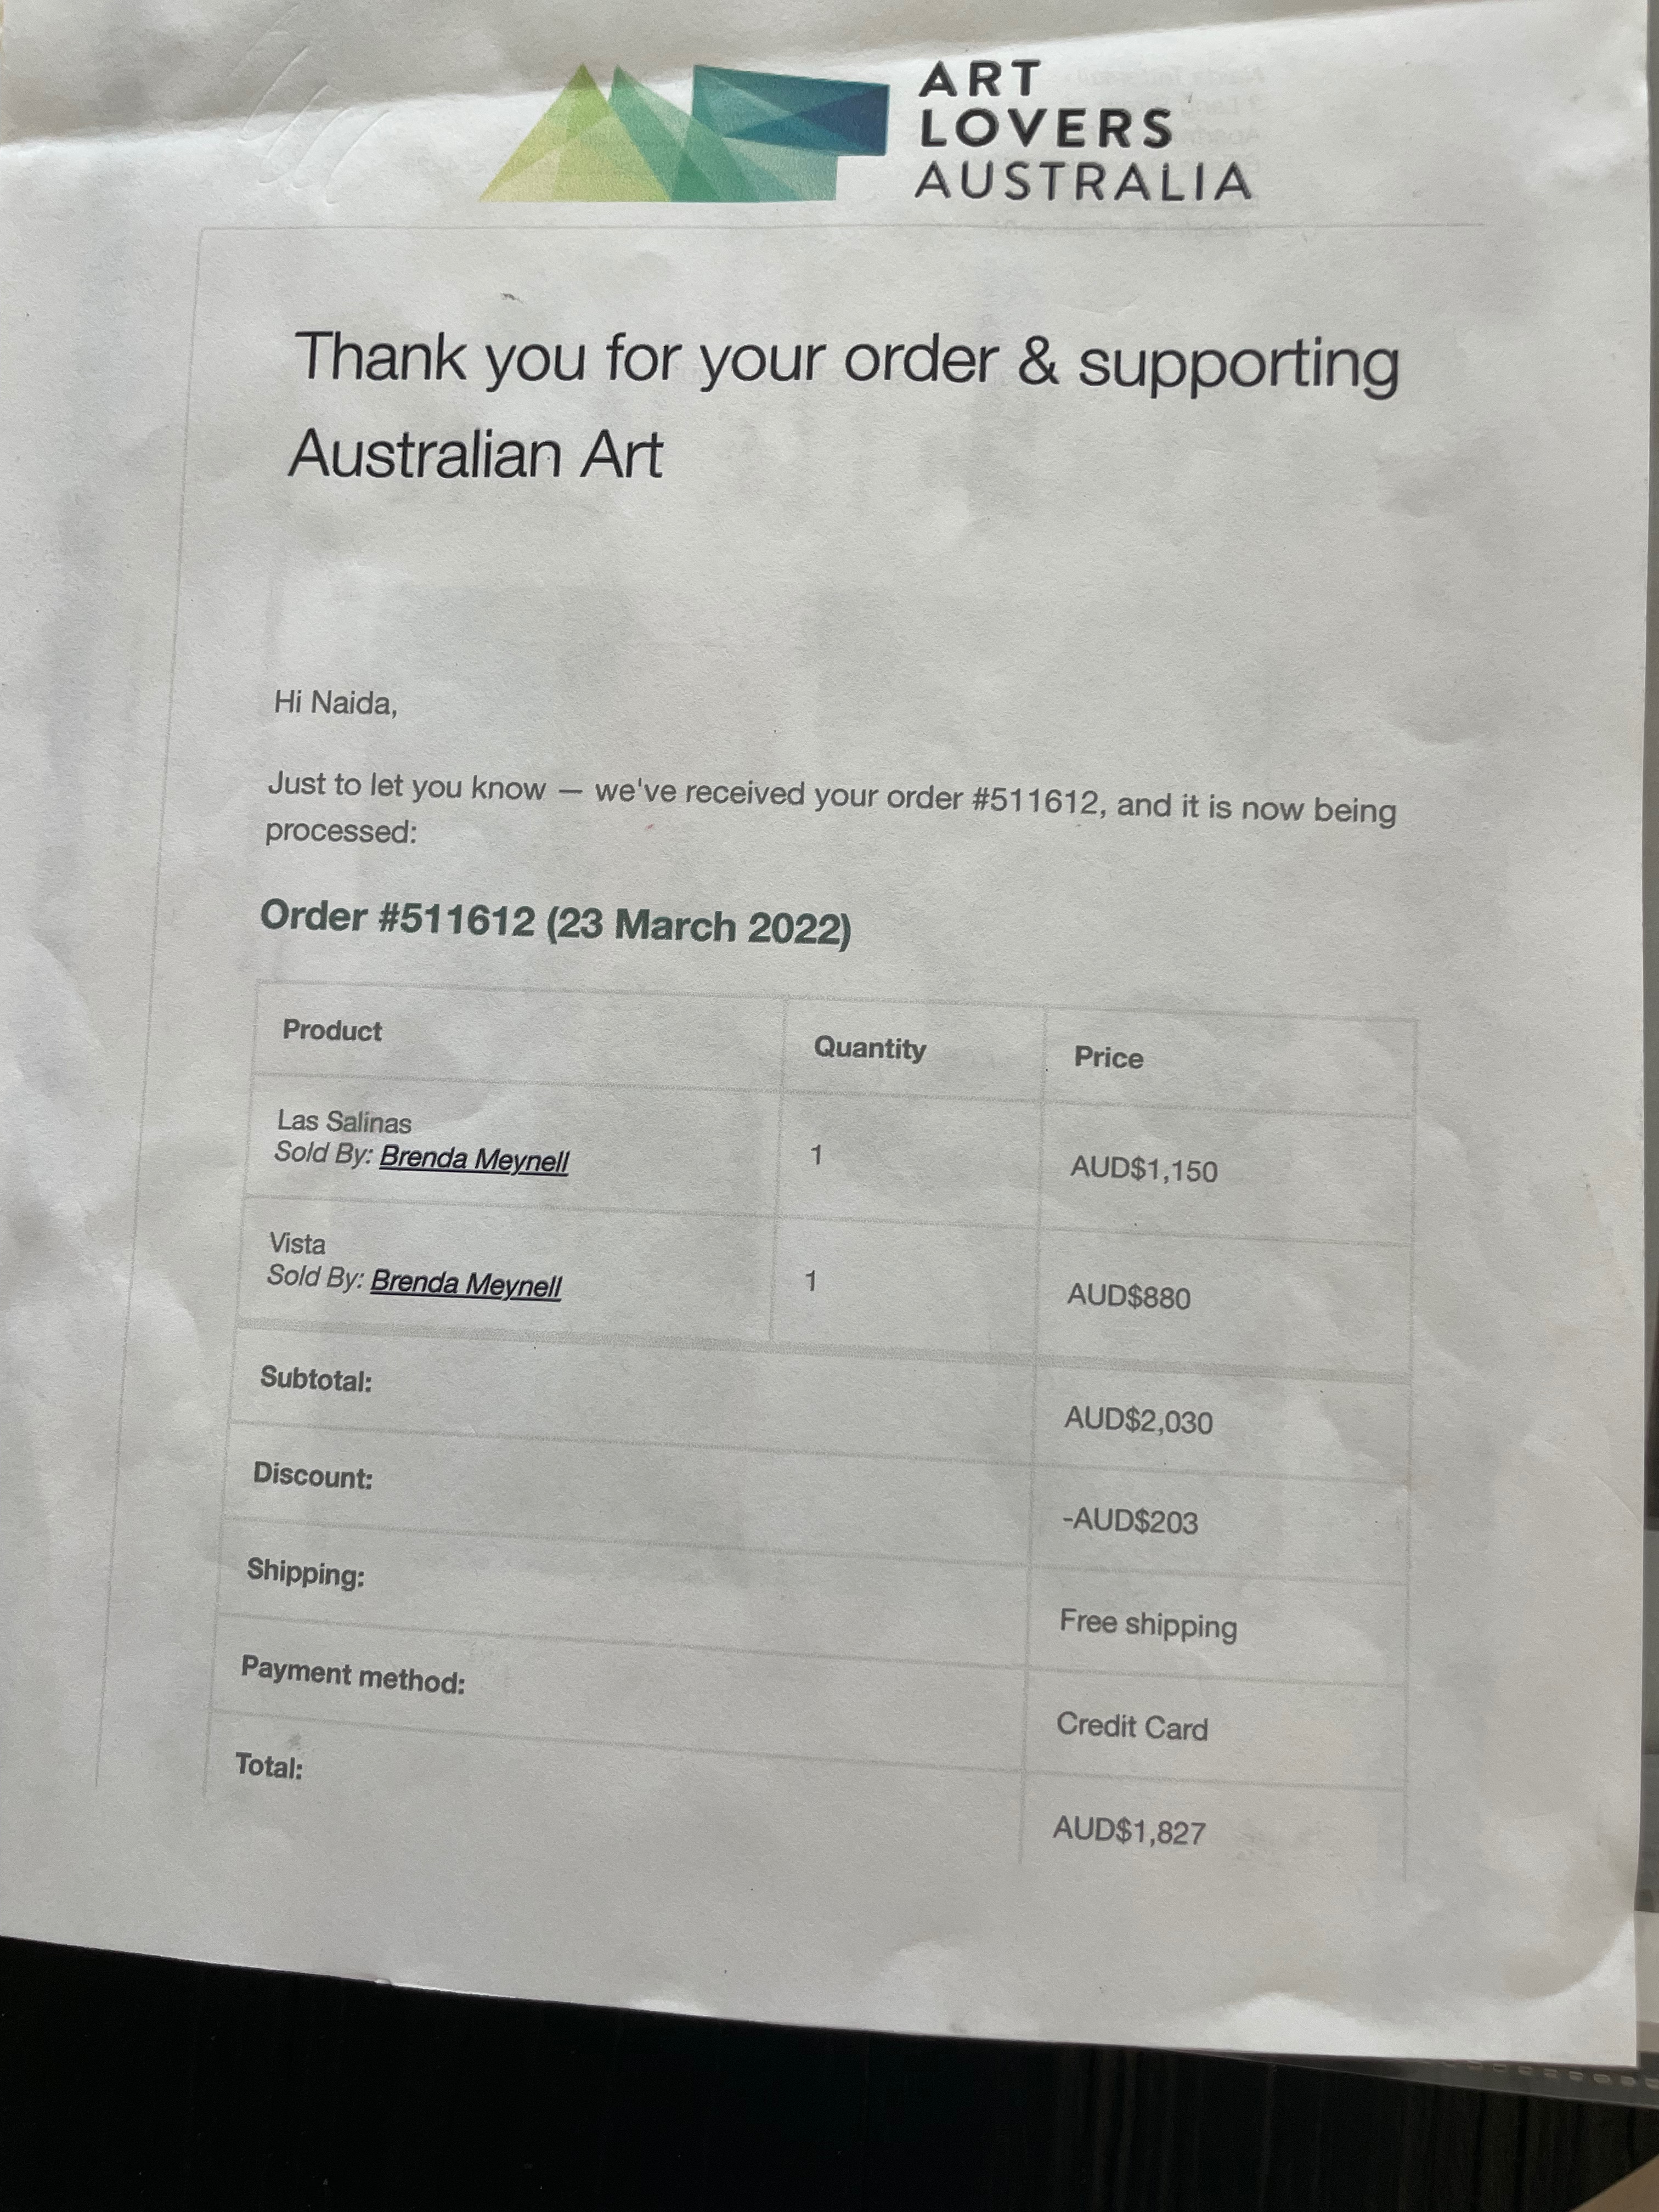 ART
LOVERS
AUSTRALIA
Thank you for your order & supporting
Australian Art
Hi Naida,
Just to let you know — we've received your order #511612, and it is now being
processed:
Order #511612 (23 March 2022)
Product Quantity Price
Las Salinas
Sold By: Brenda Meynell 1 AUD$1,150
Vista
Sold By: Brenda Meynell 1 AUD$880
Subtotal: AUD$2,030
Discount: -AUD$203
Shipping: Free shipping
Payment method: Credit Card
Total: AUD$1,827